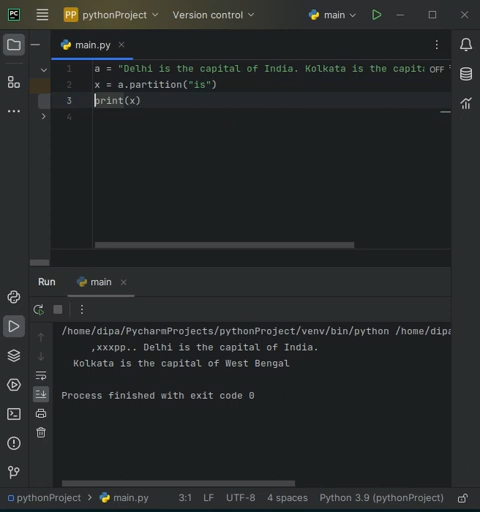 PC PP pythonProject Version control main
main.py
1 a = "Delhi is the capital of India. Kolkata is the capita OFF
2 x = a.partition("is")
3 print(x)
4
Run main
/home/dipa/PycharmProjects/pythonProject/venv/bin/python /home/dipa
,xxxpp.. Delhi is the capital of India.
Kolkata is the capital of West Bengal
Process finished with exit code 0
pythonProject main.py 3:1 LF UTF-8 4 spaces Python 3.9 (pythonProject)